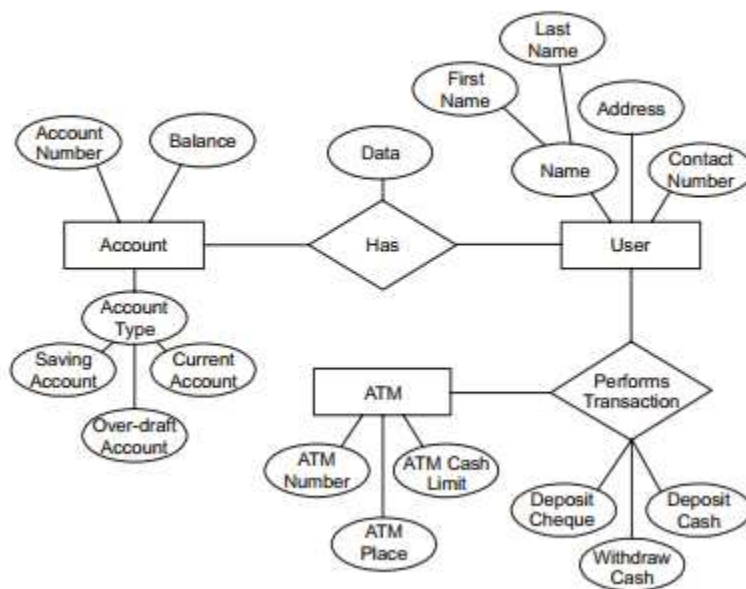 Last
Name
First
Name
Address
Account
Number
Balance
Data
Name
Contact
Number
Account
Has
User
Account
Type
Saving
Account
Current
Account
Over-draft
Account
ATM
Performs
Transaction
ATM
Number
ATM Cash
Limit
ATM
Place
Deposit
Cheque
Deposit
Cash
Withdraw
Cash